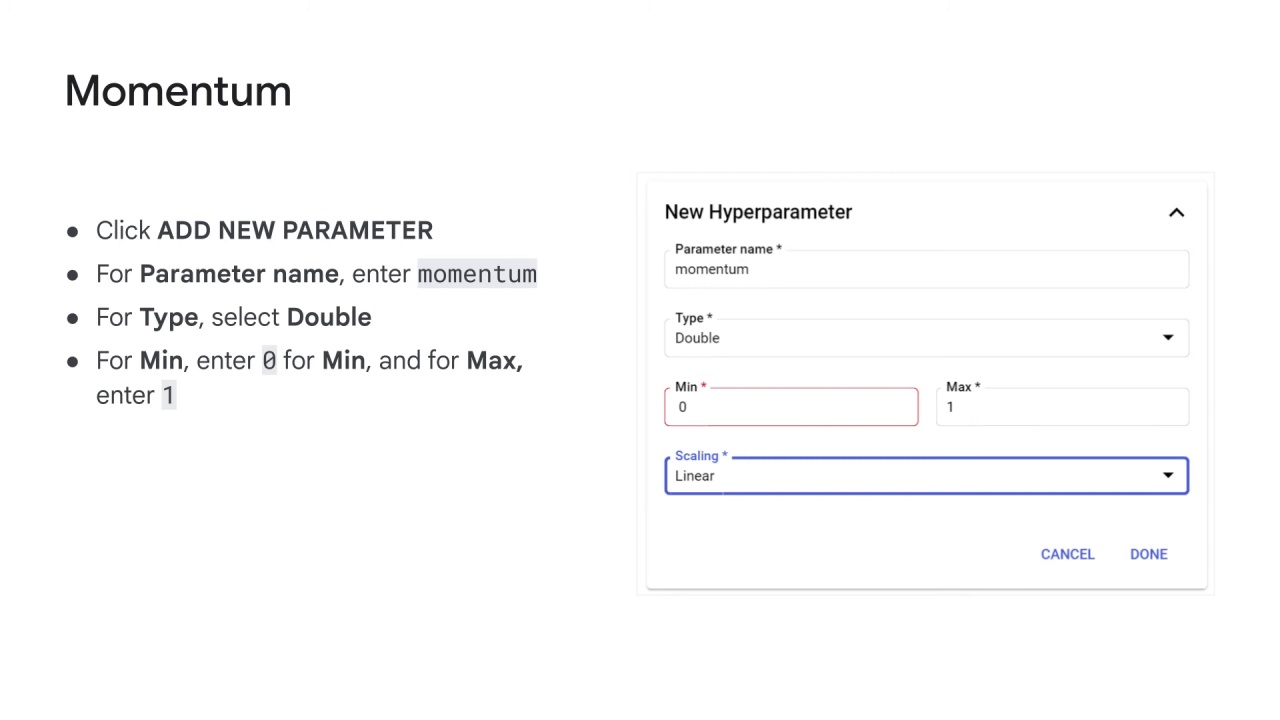 Momentum
● Click ADD NEW PARAMETER
● For Parameter name, enter momentum
● For Type, select Double
● For Min, enter 0 for Min, and for Max,
enter 1
New Hyperparameter
Parameter name *
momentum
Type *
Double
Min * Max *
0 1
Scaling *
Linear
CANCEL DONE